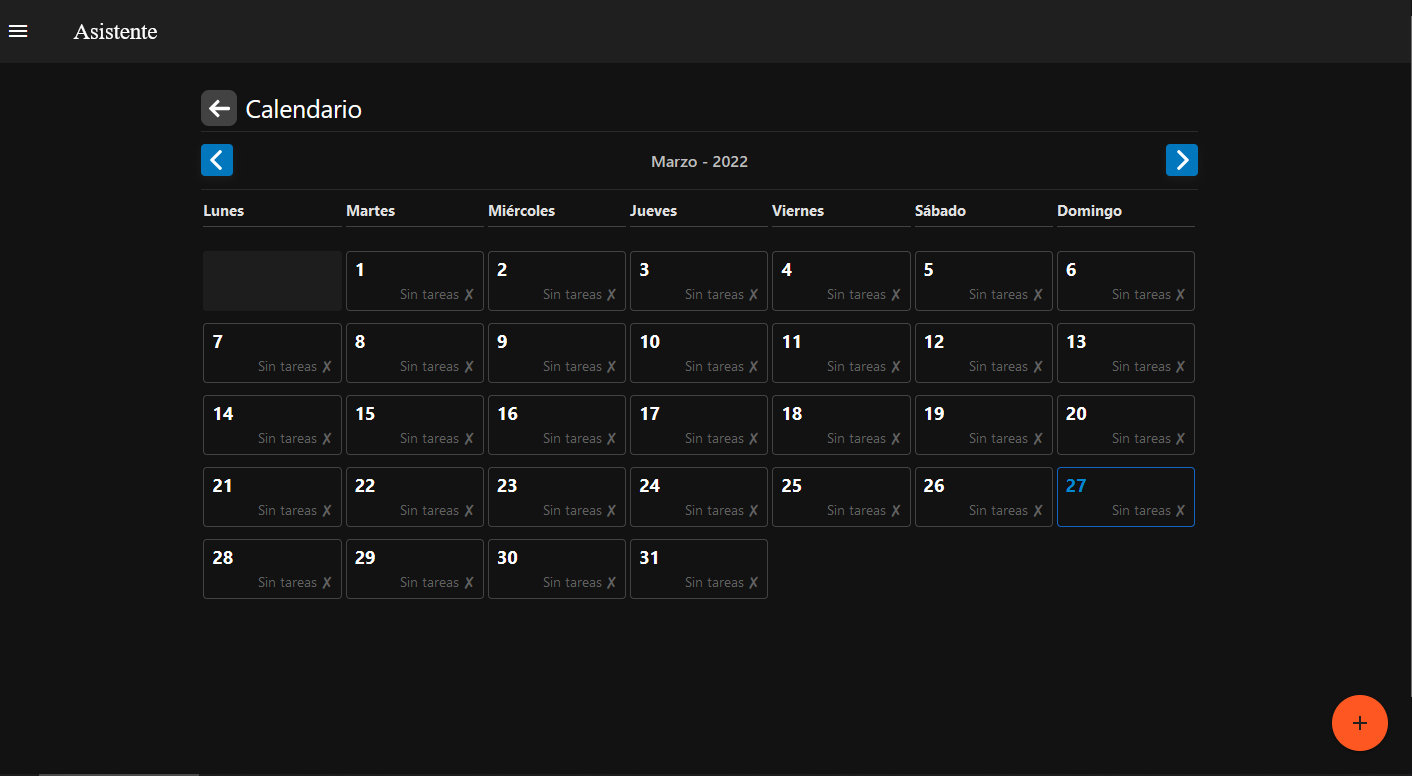 Asistente
Calendario
Marzo - 2022
Lunes Martes Miércoles Jueves Viernes Sábado Domingo
1 2 3 4 5 6
Sin tareas ✗ Sin tareas ✗ Sin tareas ✗ Sin tareas ✗ Sin tareas ✗ Sin tareas ✗
7 8 9 10 11 12 13
Sin tareas ✗ Sin tareas ✗ Sin tareas ✗ Sin tareas ✗ Sin tareas ✗ Sin tareas ✗ Sin tareas ✗
14 15 16 17 18 19 20
Sin tareas ✗ Sin tareas ✗ Sin tareas ✗ Sin tareas ✗ Sin tareas ✗ Sin tareas ✗ Sin tareas ✗
21 22 23 24 25 26 27
Sin tareas ✗ Sin tareas ✗ Sin tareas ✗ Sin tareas ✗ Sin tareas ✗ Sin tareas ✗ Sin tareas ✗
28 29 30 31
Sin tareas ✗ Sin tareas ✗ Sin tareas ✗ Sin tareas ✗
+